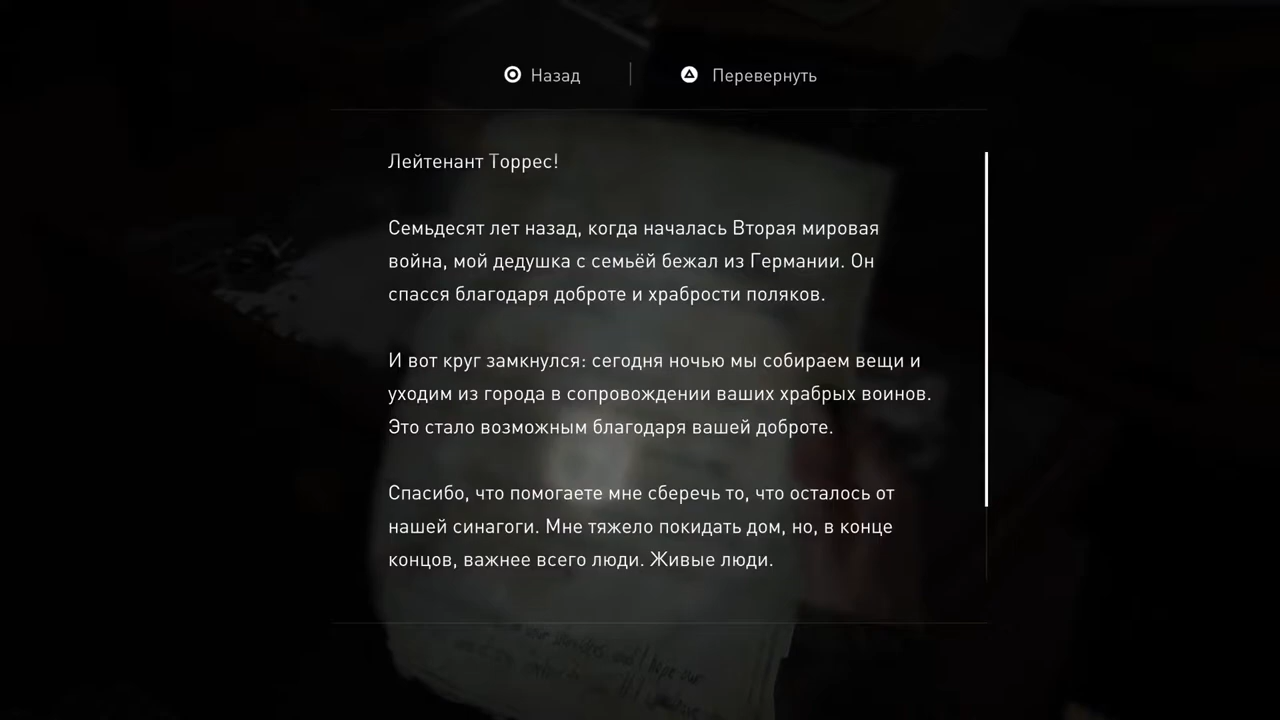 Назад
Перевернуть
Лейтенант Торрес!
Семьдесят лет назад, когда началась Вторая мировая
война, мой дедушка с семьёй бежал из Германии. Он
спасся благодаря доброте и храбрости поляков.
И вот круг замкнулся: сегодня ночью мы собираем вещи и
уходим из города в сопровождении ваших храбрых воинов.
Это стало возможным благодаря вашей доброте.
Спасибо, что помогаете мне сберечь то, что осталось от
нашей синагоги. Мне тяжело покидать дом, но, в конце
концов, важнее всего люди. Живые люди.